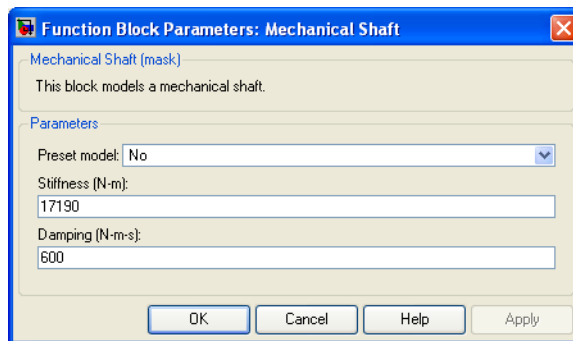 Function Block Parameters: Mechanical Shaft
Mechanical Shaft (mask)
This block models a mechanical shaft.
Parameters
Preset model: No
Stiffness (N-m):
17190
Damping (N-m-s):
600
OK Cancel Help Apply